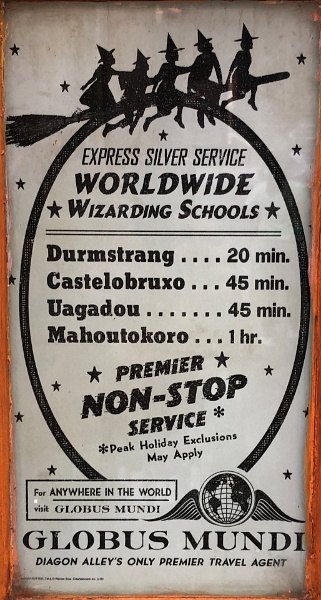 EXPRESS SILVER SERVICE
WORLDWIDE
★ WIZARDING SCHOOLS ★
Durmstrang .... 20 min.
Castelobruxo ... 45 min.
Uagadou ....... 45 min.
Mahoutokoro ... 1 hr.
★ PREMIER ★
NON-STOP
SERVICE *
*Peak Holiday Exclusions
May Apply
For ANYWHERE IN THE WORLD
visit GLOBUS MUNDI
GLOBUS MUNDI
DIAGON ALLEY'S ONLY PREMIER TRAVEL AGENT